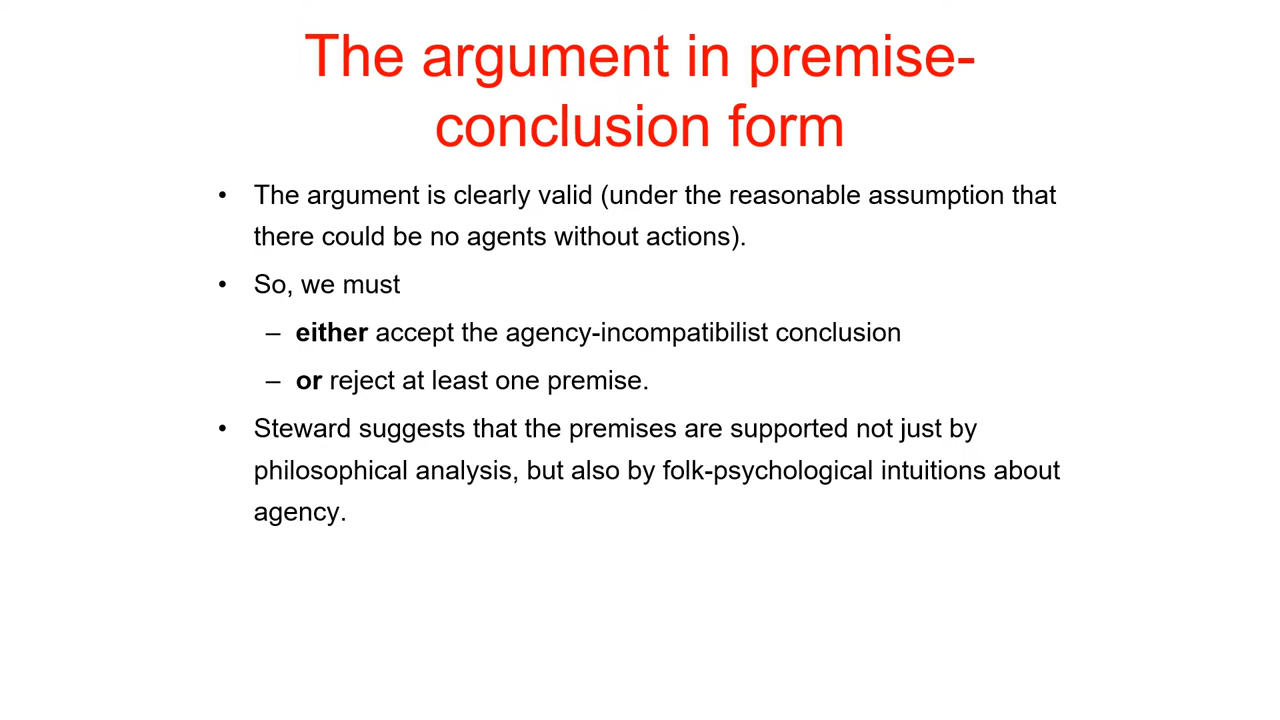 The argument in premise-
conclusion form
• The argument is clearly valid (under the reasonable assumption that
there could be no agents without actions).
• So, we must
– either accept the agency-incompatibilist conclusion
– or reject at least one premise.
• Steward suggests that the premises are supported not just by
philosophical analysis, but also by folk-psychological intuitions about
agency.